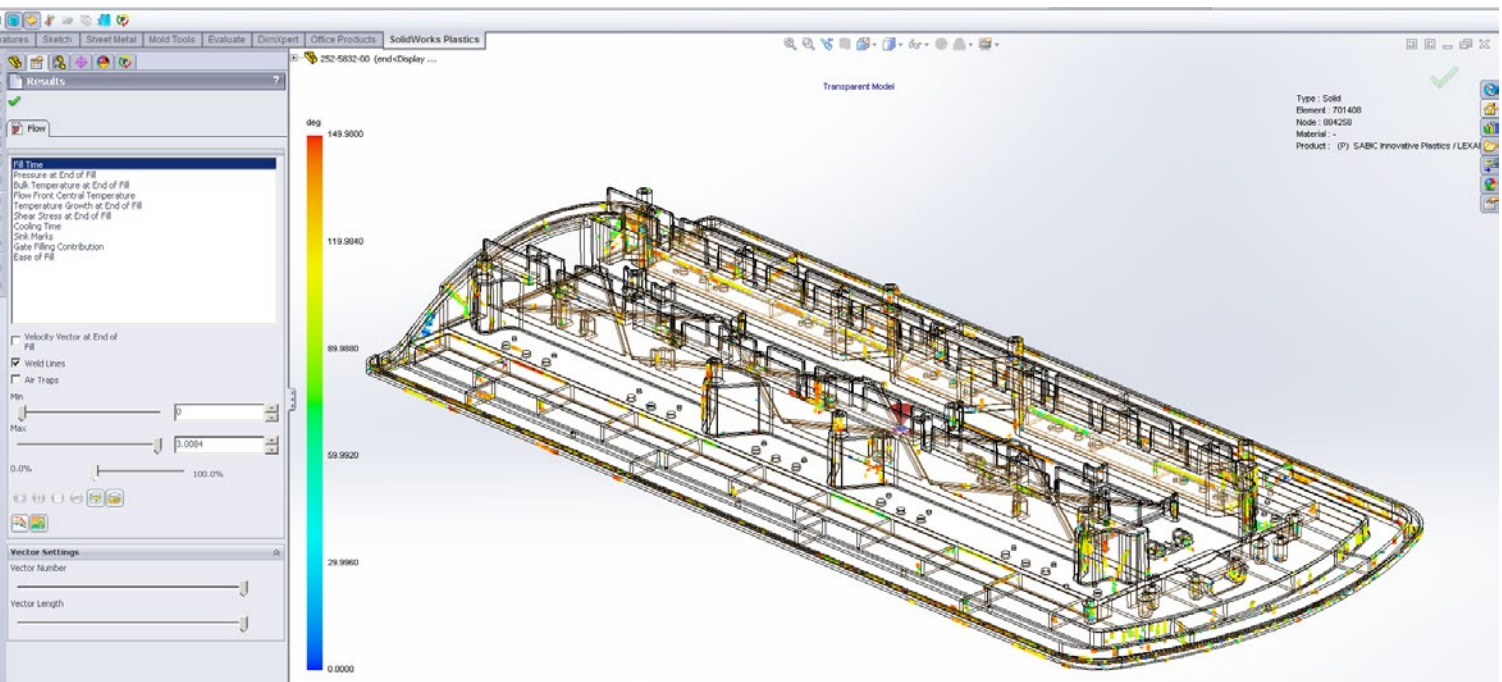 atures Sketch Sheet Metal Mold Tools Evaluate DimXpert Office Products SolidWorks Plastics
252-5832-00 (end<Display ...
Results ?
Flow
Fill Time
Pressure at End of Fill
Bulk Temperature at End of Fill
Flow Front Central Temperature
Temperature Growth at End of Fill
Shear Stress at End of Fill
Cooling Time
Sink Marks
Gate Filling Contribution
Ease of Fill
Velocity Vector at End of
Fill
Weld Lines
Air Traps
Min
0
Max
3.0084
0.0%
100.0%
Vector Settings
Vector Number
Vector Length
deg
149.9800
119.9840
89.9880
59.9920
29.9960
0.0000
Transparent Model
Type : Solid
Element : 701408
Node : 884258
Material : -
Product : (P) SABIC Innovative Plastics / LEXA